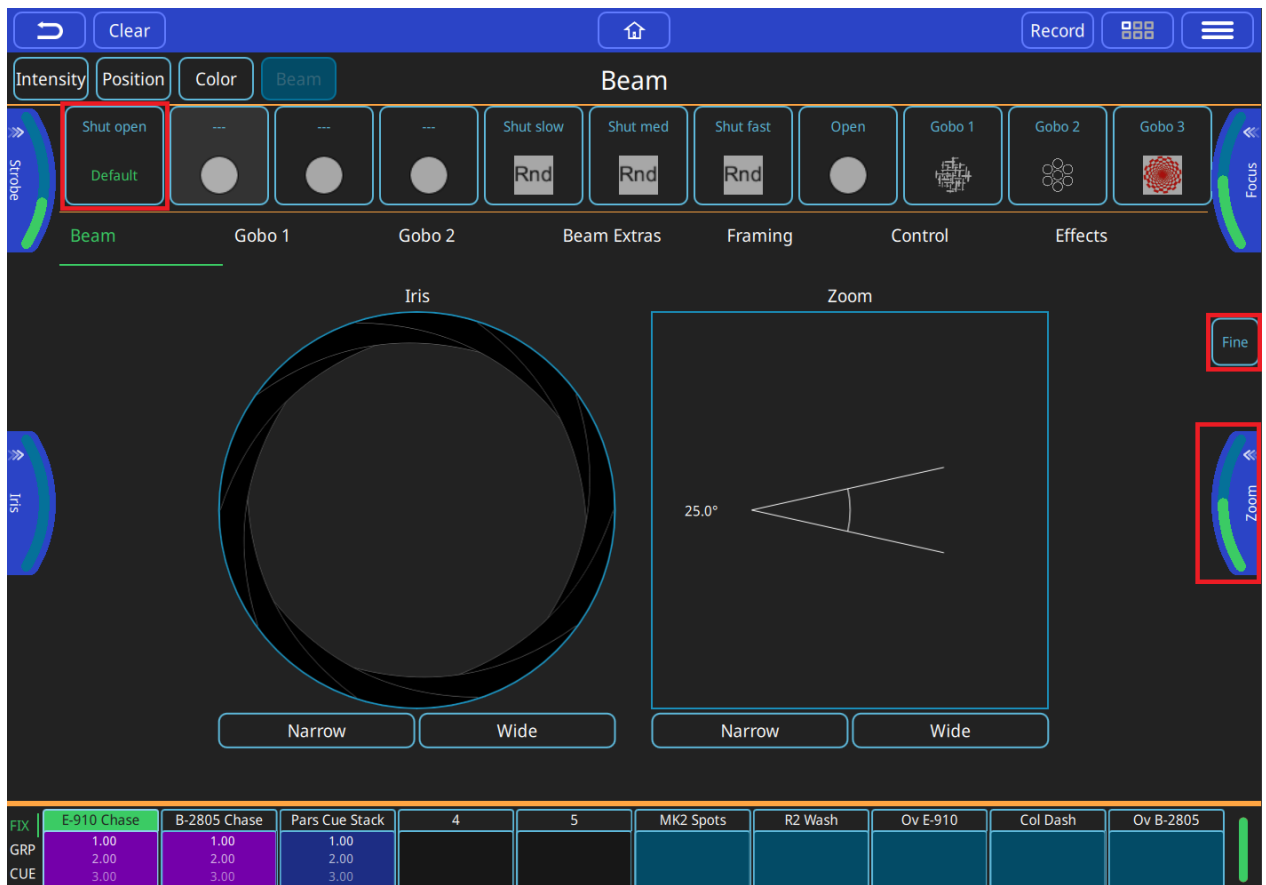 Clear
Record
Intensity Position Color Beam
Beam
Strobe
Shut open --- --- --- Shut slow Shut med Shut fast Open Gobo 1 Gobo 2 Gobo 3
Default
Rnd Rnd Rnd
Focus
Beam Gobo 1 Gobo 2 Beam Extras Framing Control Effects
Iris Zoom
Fine
Iris
25.0°
Zoom
Narrow Wide Narrow Wide
FIX E-910 Chase B-2805 Chase Pars Cue Stack 4 5 MK2 Spots R2 Wash Ov E-910 Col Dash Ov B-2805
GRP 1.00 1.00 1.00
2.00 2.00 2.00
CUE 3.00 3.00 3.00